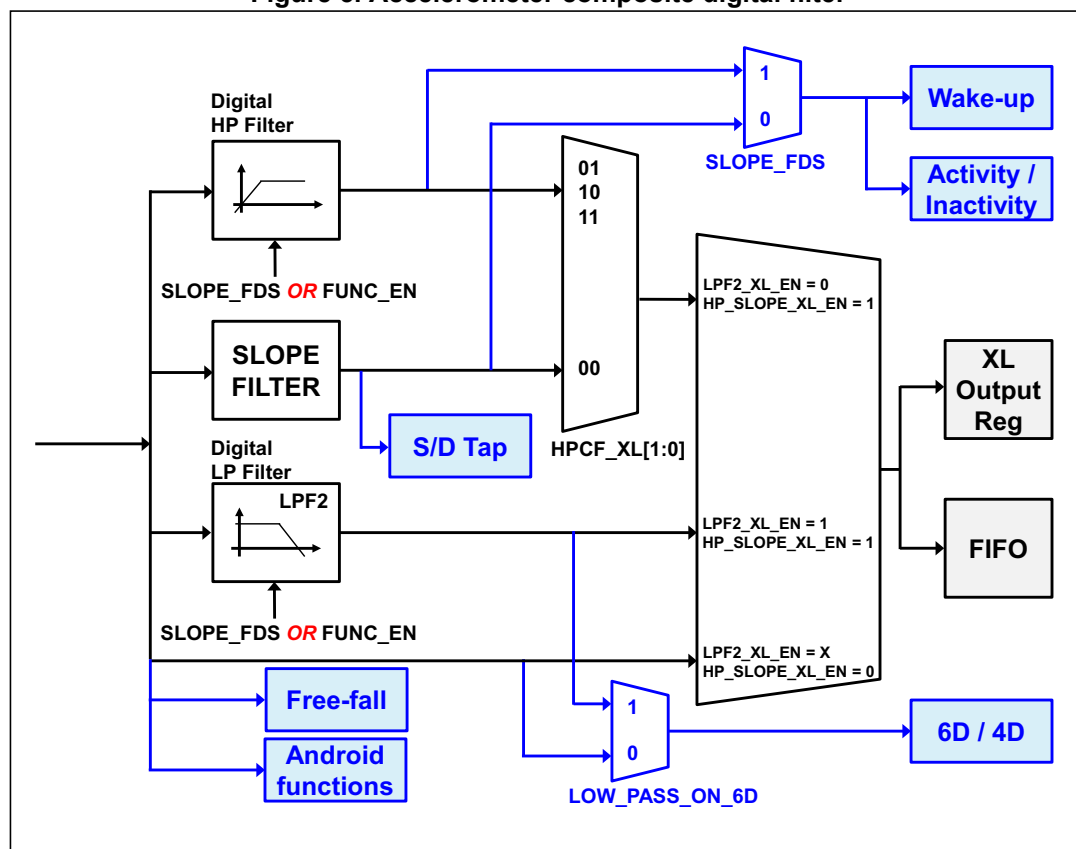 Figure 5. Accelerometer composite digital filter
Digital
HP Filter
SLOPE_FDS OR FUNC_EN
SLOPE
FILTER
S/D Tap
Digital
LP Filter
LPF2
SLOPE_FDS OR FUNC_EN
Free-fall
Android
functions
01
10
11
00
HPCF_XL[1:0]
1
0
SLOPE_FDS
Wake-up
Activity /
Inactivity
LPF2_XL_EN = 0
HP_SLOPE_XL_EN = 1
LPF2_XL_EN = 1
HP_SLOPE_XL_EN = 1
LPF2_XL_EN = X
HP_SLOPE_XL_EN = 0
XL
Output
Reg
FIFO
1
0
LOW_PASS_ON_6D
6D / 4D